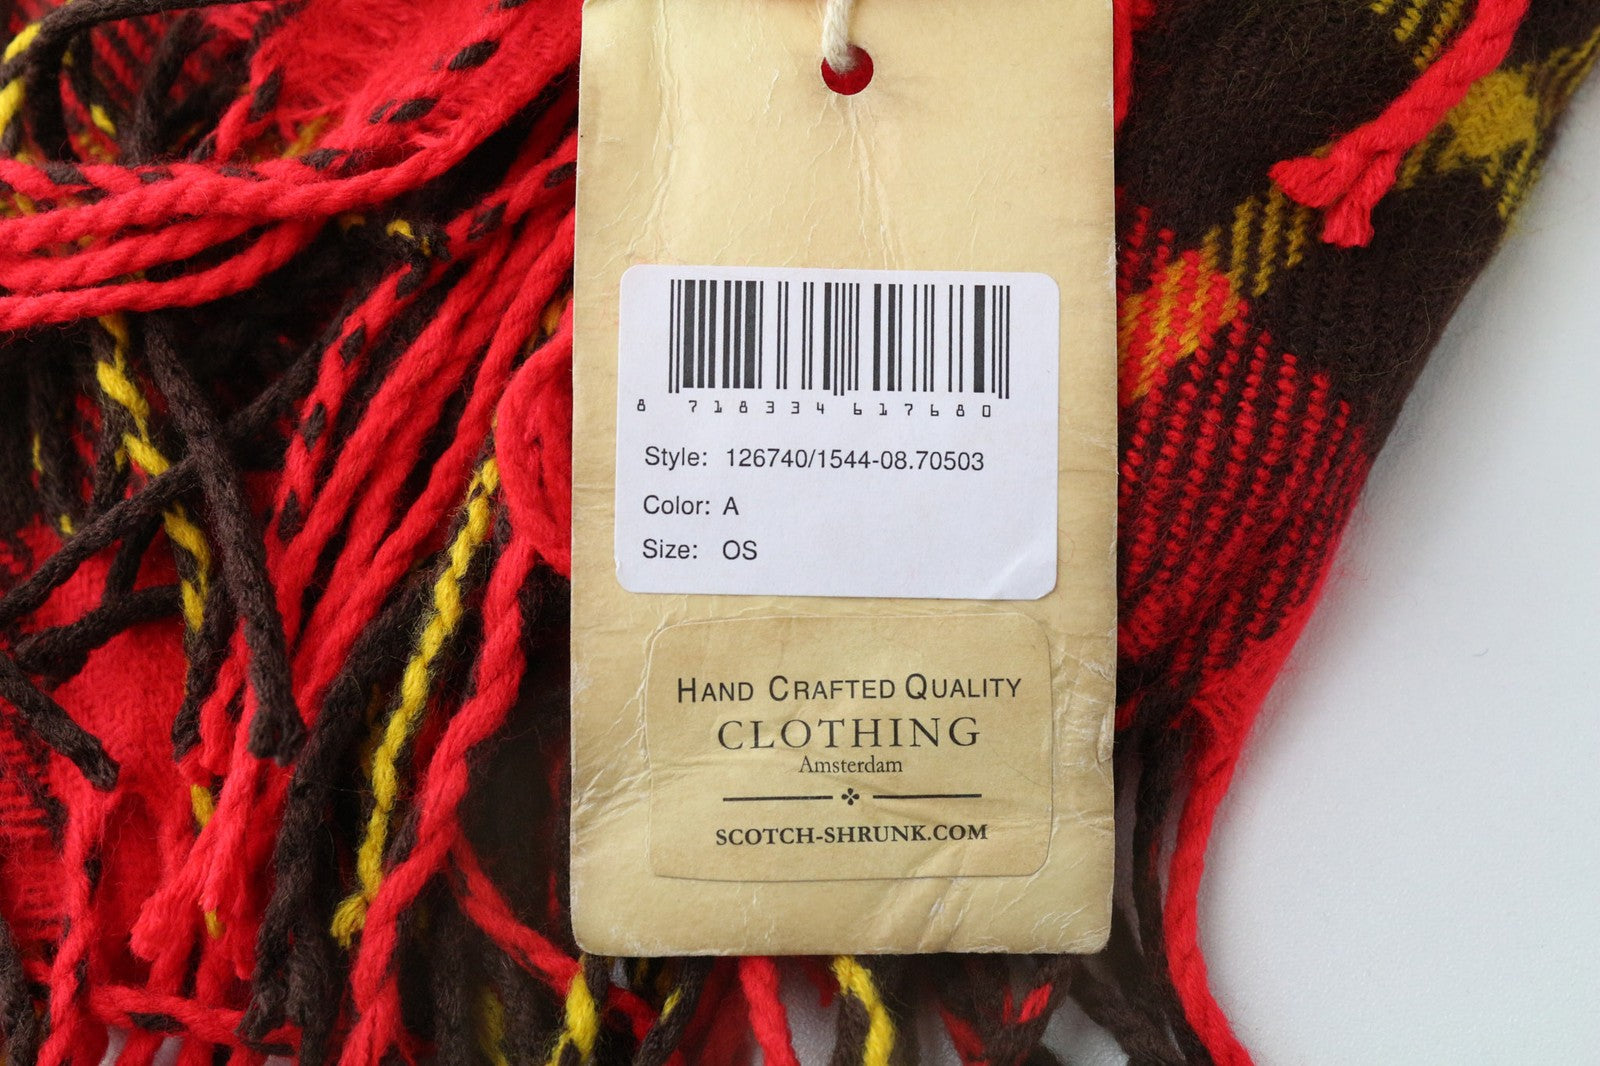 8 718334 617680
Style: 126740/1544-08.70503
Color: A
Size: OS
HAND CRAFTED QUALITY
CLOTHING
Amsterdam
SCOTCH-SHRUNK.COM